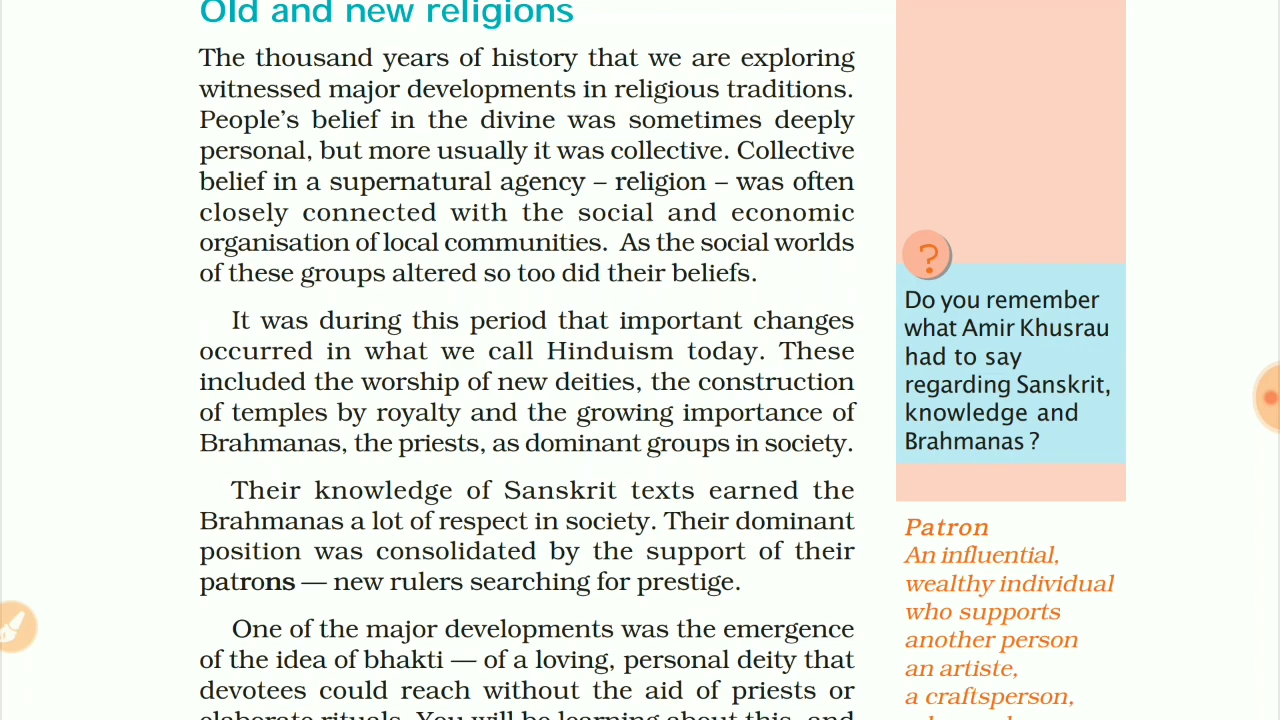 Old and new religions
The thousand years of history that we are exploring
witnessed major developments in religious traditions.
People’s belief in the divine was sometimes deeply
personal, but more usually it was collective. Collective
belief in a supernatural agency – religion – was often
closely connected with the social and economic
organisation of local communities. As the social worlds
of these groups altered so too did their beliefs.
It was during this period that important changes
occurred in what we call Hinduism today. These
included the worship of new deities, the construction
of temples by royalty and the growing importance of
Brahmanas, the priests, as dominant groups in society.
Their knowledge of Sanskrit texts earned the
Brahmanas a lot of respect in society. Their dominant
position was consolidated by the support of their
patrons — new rulers searching for prestige.
One of the major developments was the emergence
of the idea of bhakti — of a loving, personal deity that
devotees could reach without the aid of priests or
elaborate rituals. You will be learning about this, and
?
Do you remember
what Amir Khusrau
had to say
regarding Sanskrit,
knowledge and
Brahmanas ?
Patron
An influential,
wealthy individual
who supports
another person
an artiste,
a craftsperson,